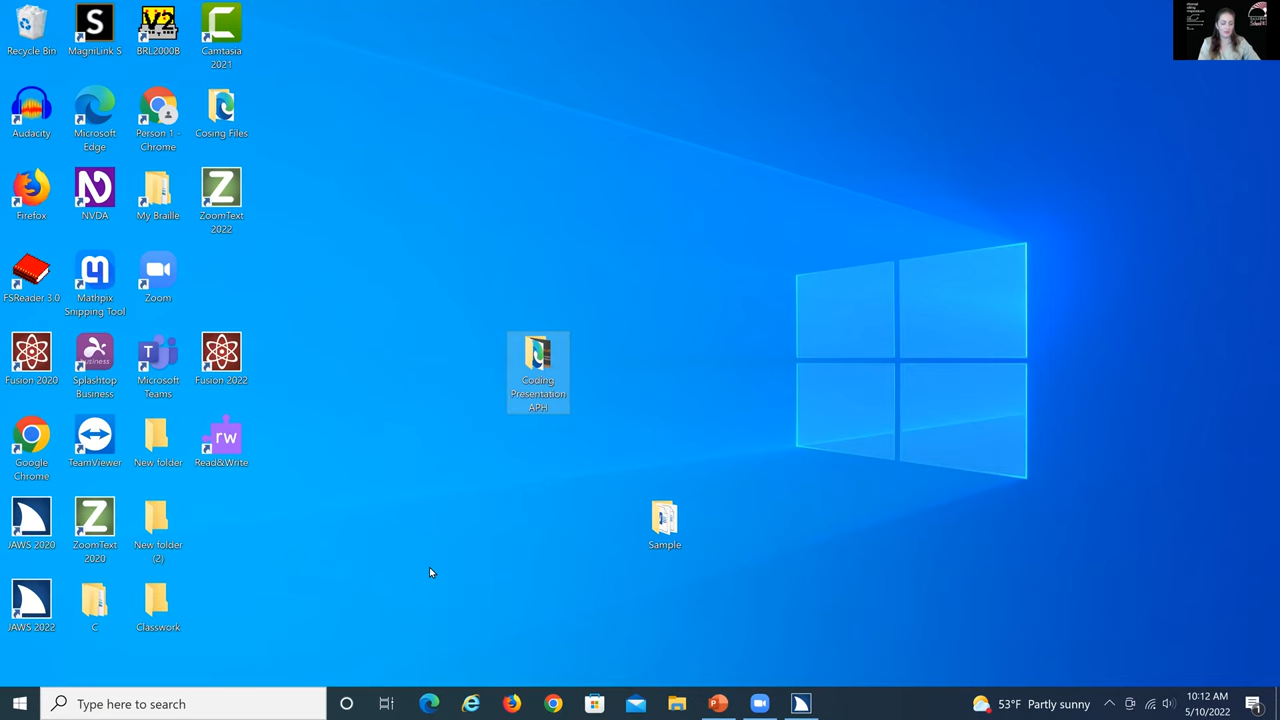 Recycle Bin
MagniLink S
BRL2000B
Camtasia
2021
Audacity
Microsoft
Edge
Person 1 -
Chrome
Cosing Files
Firefox
NVDA
My Braille
ZoomText
2022
FSReader 3.0
Mathpix
Snipping Tool
Zoom
Fusion 2020
Splashtop
Business
Microsoft
Teams
Fusion 2022
Coding
Presentation
APH
Google
Chrome
TeamViewer
New folder
Read&Write
JAWS 2020
ZoomText
2020
New folder
(2)
Sample
JAWS 2022
C
Classwork
Type here to search
53°F Partly sunny
10:12 AM
5/10/2022